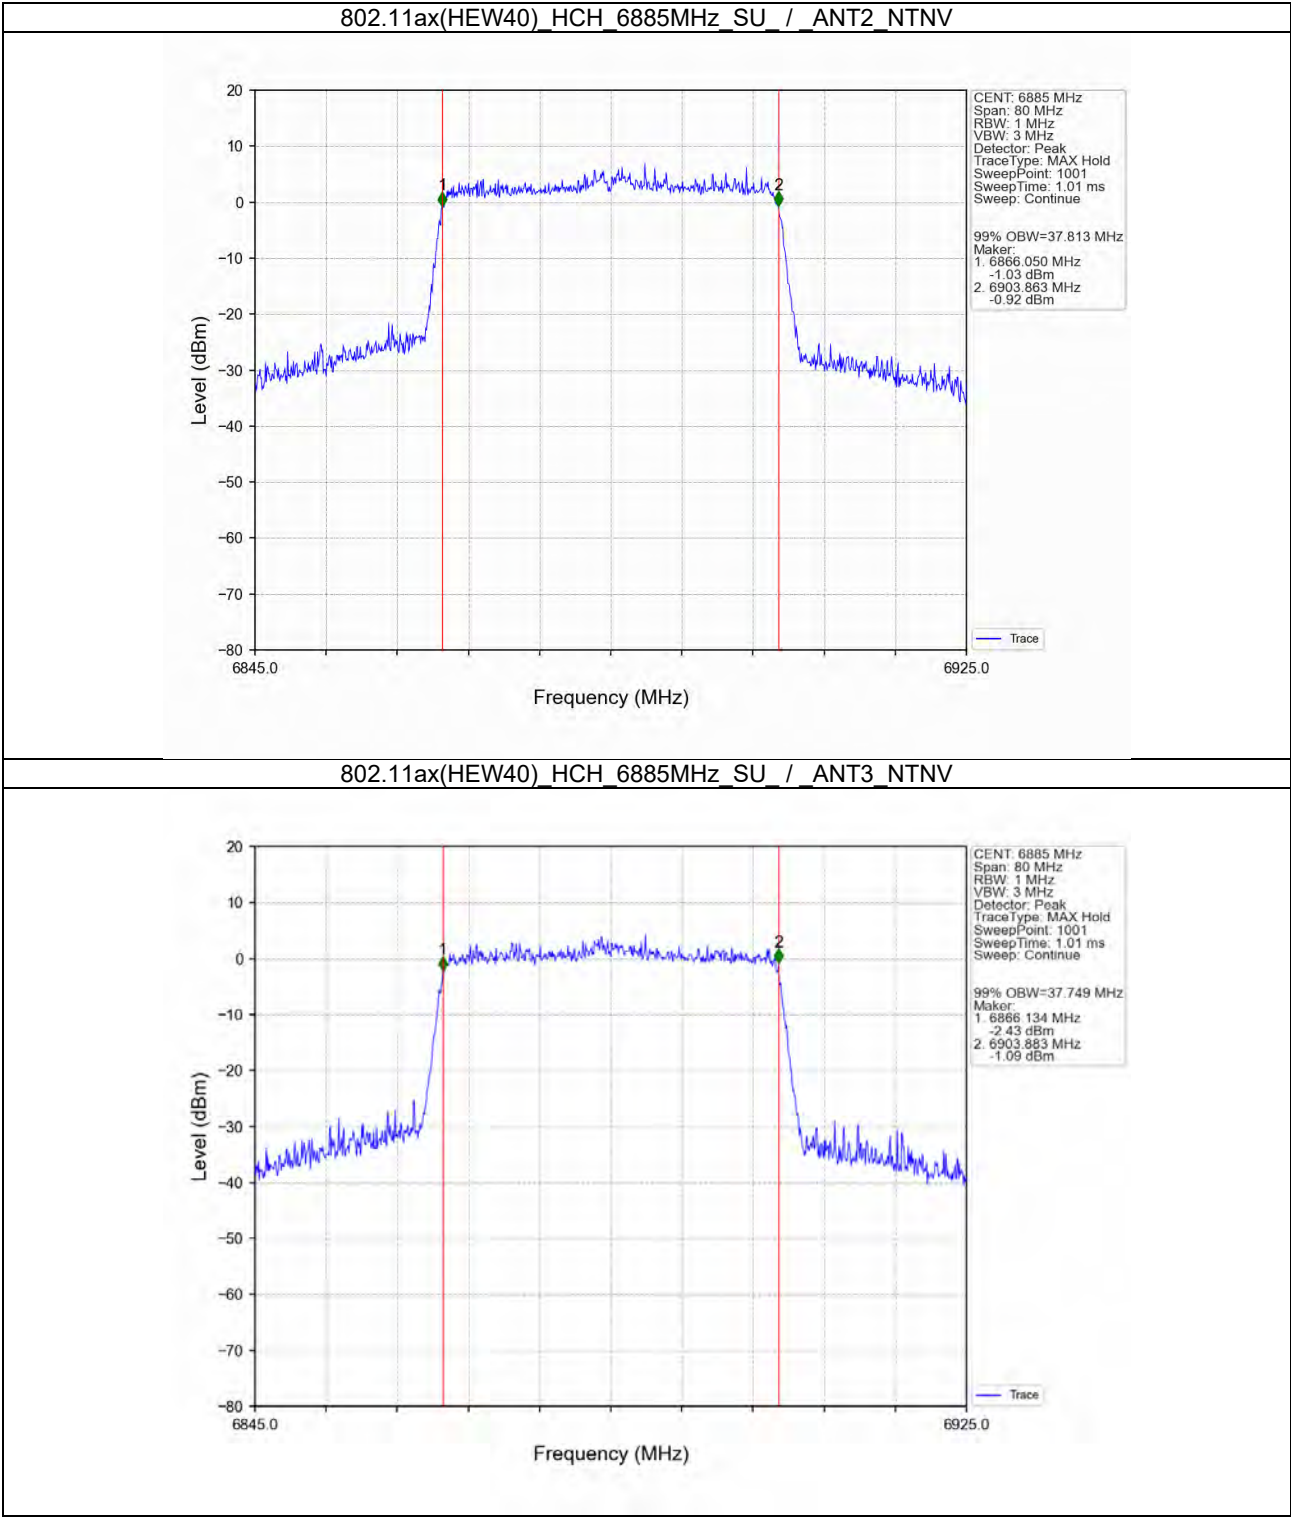 802.11ax(HEW40)_HCH_6885MHz_SU_ / _ANT2_NTNV
20
10
0
−10
−20
−30
−40
−50
−60
−70
−80
Level (dBm)
1
2
6845.0
6925.0
Frequency (MHz)
CENT: 6885 MHz
Span: 80 MHz
RBW: 1 MHz
VBW: 3 MHz
Detector: Peak
TraceType: MAX Hold
SweepPoint: 1001
SweepTime: 1.01 ms
Sweep: Continue
99% OBW=37.813 MHz
Maker:
1. 6866.050 MHz
-1.03 dBm
2. 6903.863 MHz
-0.92 dBm
Trace
802.11ax(HEW40)_HCH_6885MHz_SU_ / _ANT3_NTNV
20
10
0
−10
−20
−30
−40
−50
−60
−70
−80
Level (dBm)
1
2
6845.0
6925.0
Frequency (MHz)
CENT: 6885 MHz
Span: 80 MHz
RBW: 1 MHz
VBW: 3 MHz
Detector: Peak
TraceType: MAX Hold
SweepPoint: 1001
SweepTime: 1.01 ms
Sweep: Continue
99% OBW=37.749 MHz
Maker:
1. 6866.134 MHz
-2.43 dBm
2. 6903.883 MHz
-1.09 dBm
Trace